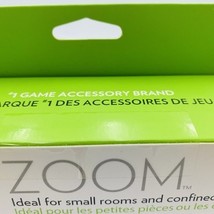 #1 GAME ACCESSORY BRAND
ARQUE #1 DES ACCESSOIRES DE JEU
ZOOM™
Ideal for small rooms and confined
Idéal pour les petites pièces ou les